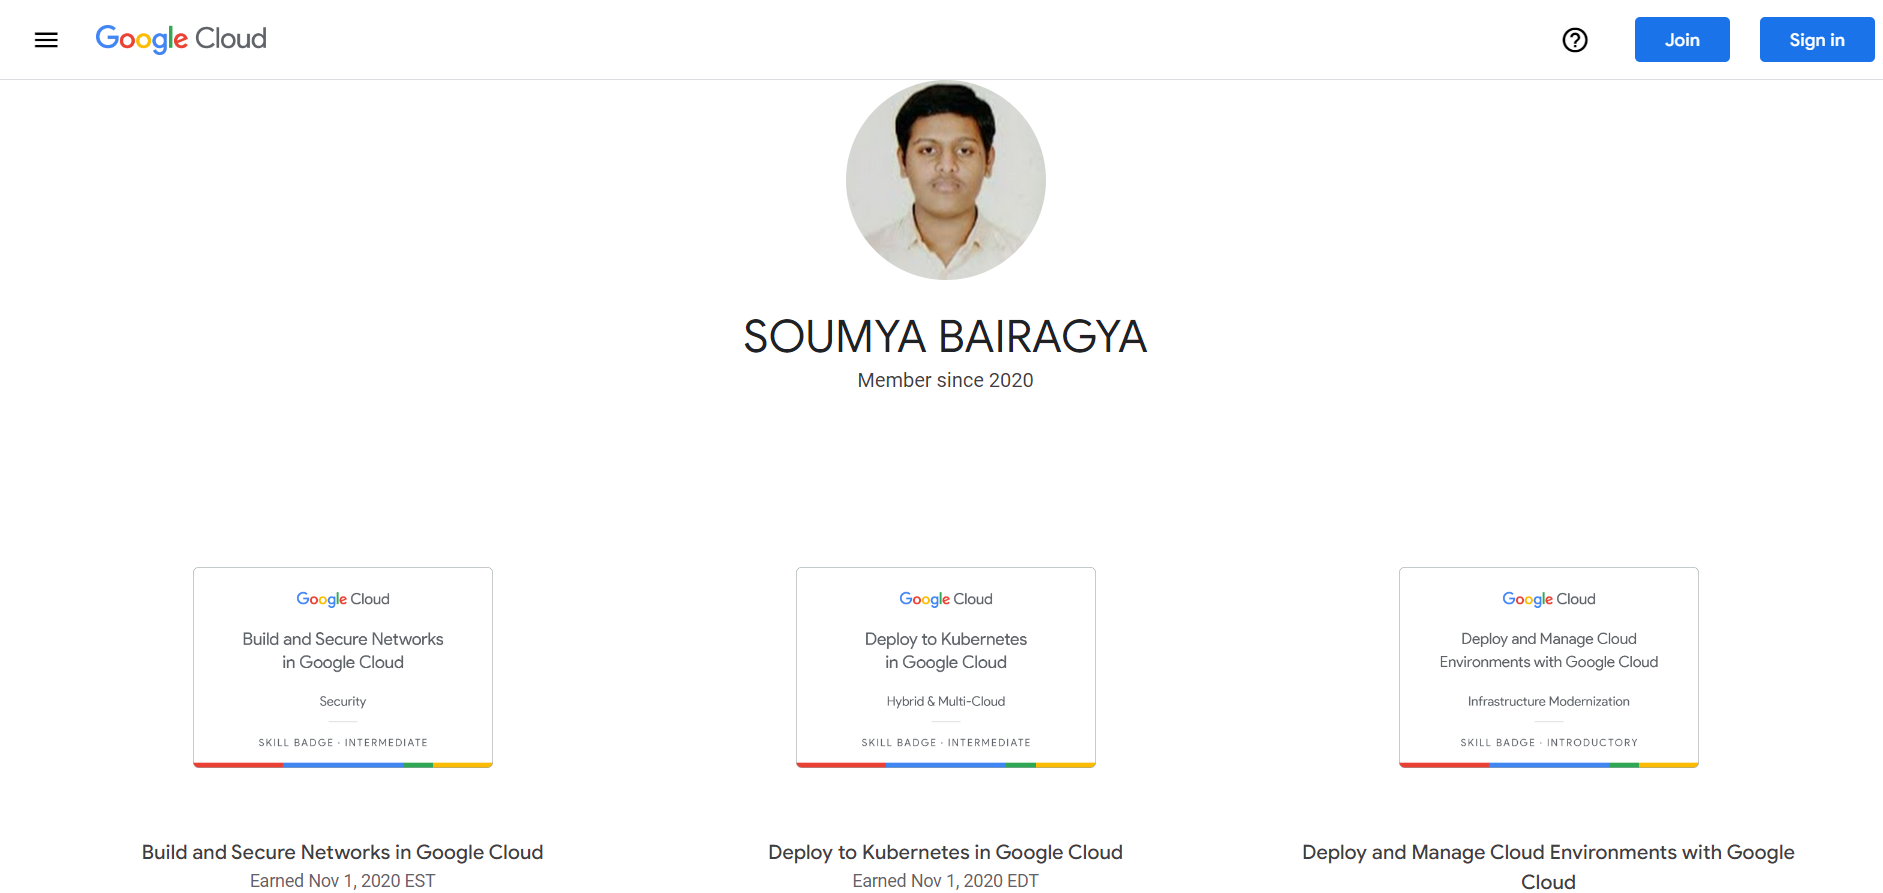 Google Cloud
Join
Sign in
SOUMYA BAIRAGYA
Member since 2020
Google Cloud
Build and Secure Networks
in Google Cloud
Security
SKILL BADGE · INTERMEDIATE
Google Cloud
Deploy to Kubernetes
in Google Cloud
Hybrid & Multi-Cloud
SKILL BADGE · INTERMEDIATE
Google Cloud
Deploy and Manage Cloud
Environments with Google Cloud
Infrastructure Modernization
SKILL BADGE · INTRODUCTORY
Build and Secure Networks in Google Cloud
Earned Nov 1, 2020 EST
Deploy to Kubernetes in Google Cloud
Earned Nov 1, 2020 EDT
Deploy and Manage Cloud Environments with Google
Cloud